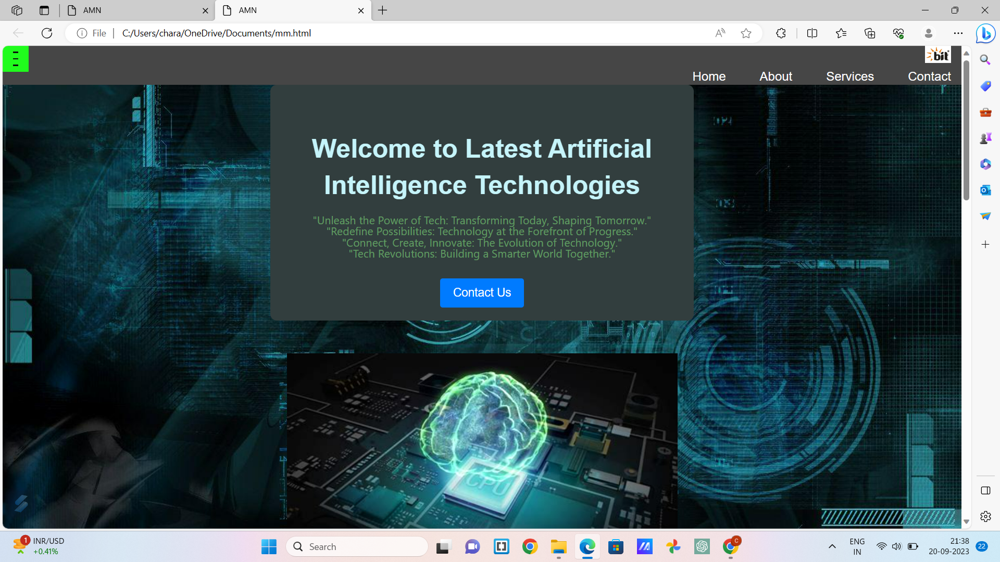 AMN
AMN
File
C:/Users/chara/OneDrive/Documents/mm.html
bit
Home
About
Services
Contact
Welcome to Latest Artificial
Intelligence Technologies
"Unleash the Power of Tech: Transforming Today, Shaping Tomorrow."
"Redefine Possibilities: Technology at the Forefront of Progress."
"Connect, Create, Innovate: The Evolution of Technology."
"Tech Revolutions: Building a Smarter World Together."
Contact Us
CPU
1
INR/USD
+0.41%
Search
C
ENG
IN
21:38
20-09-2023
22